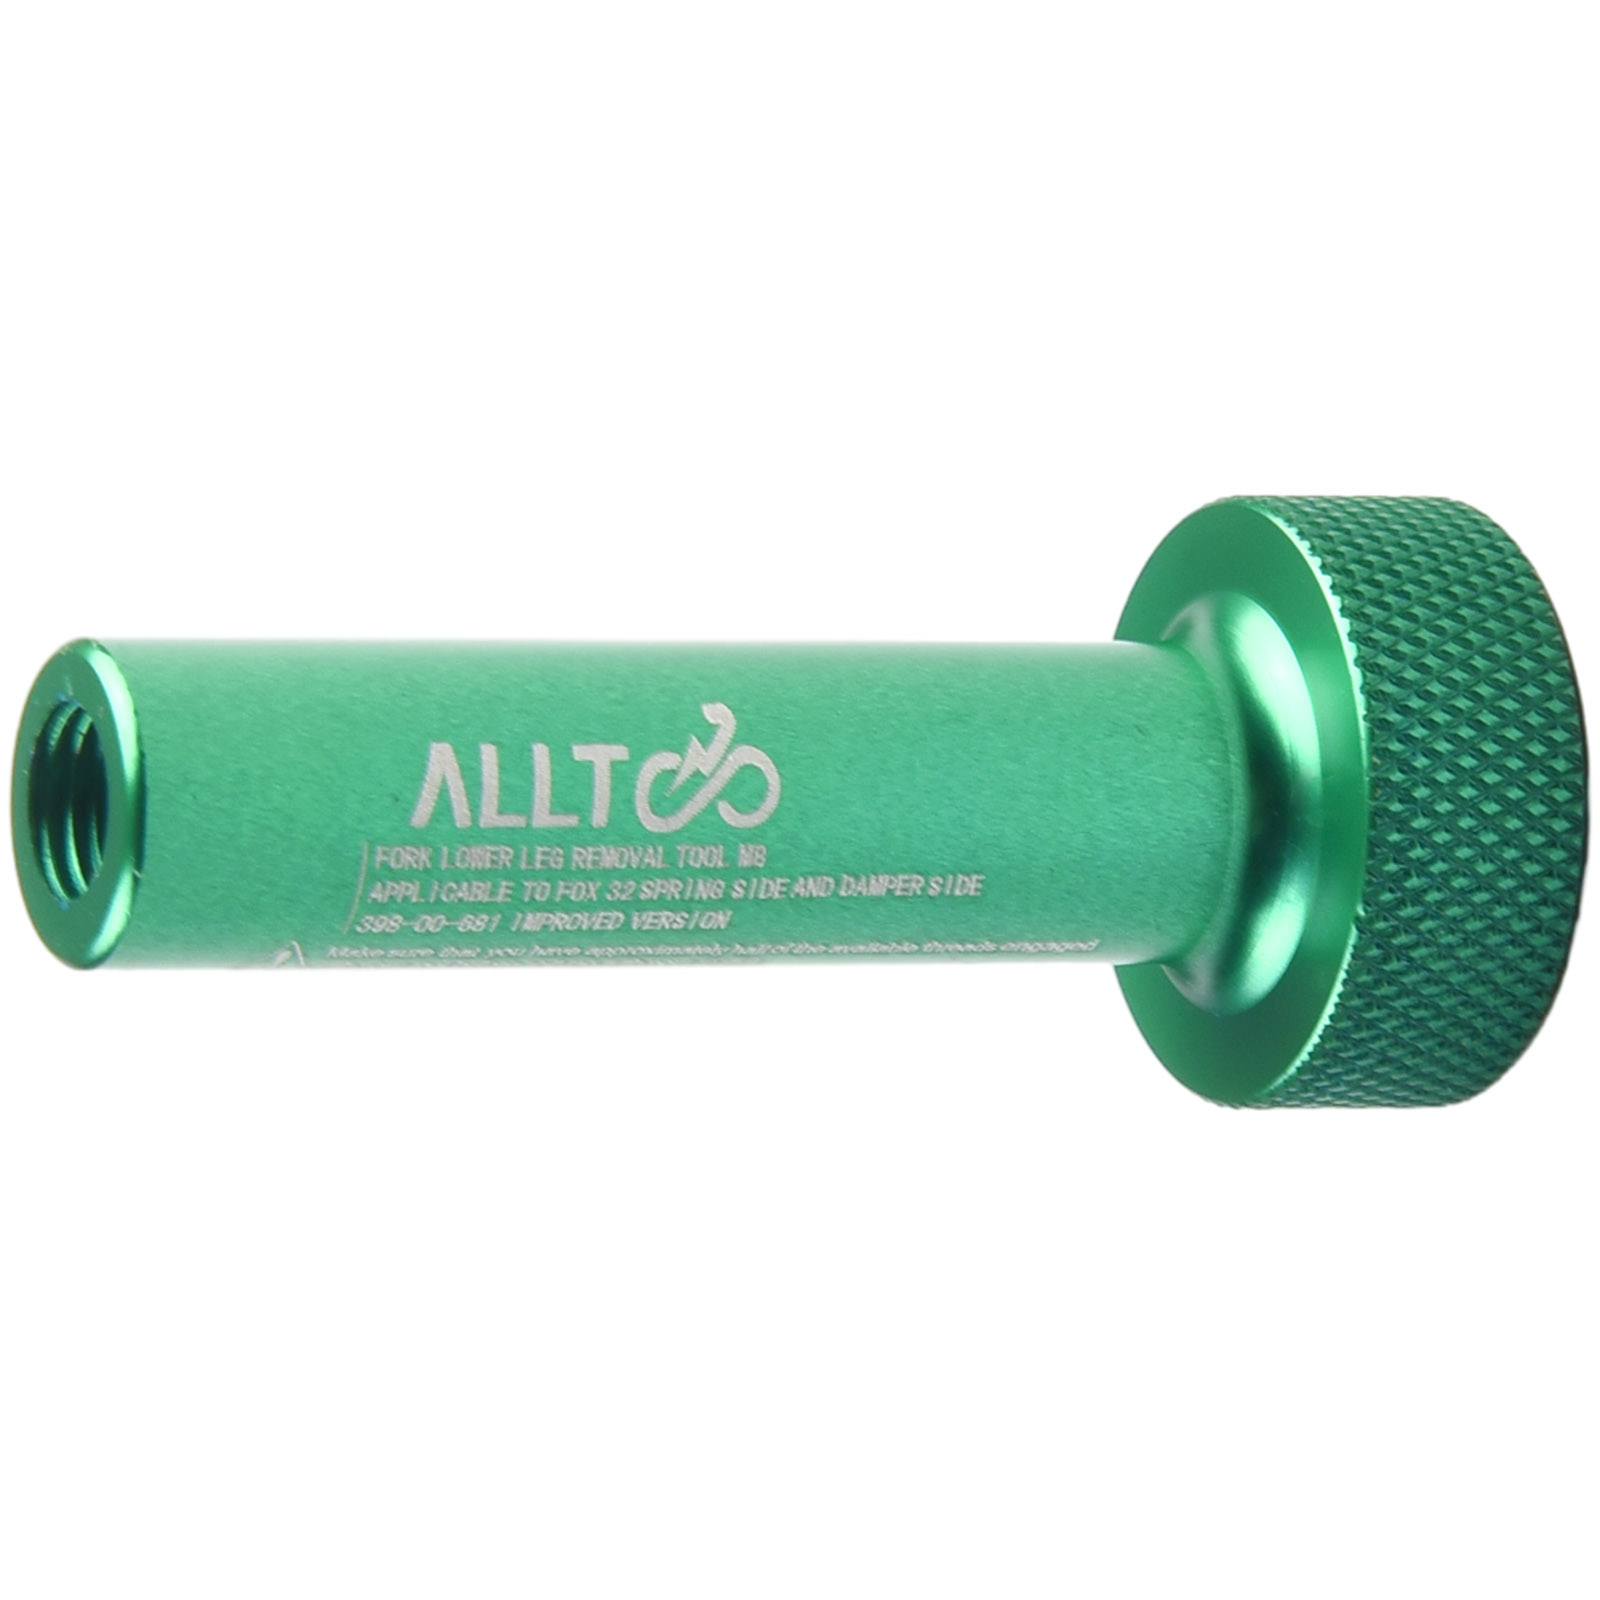 ALLTOO
FORK LOWER LEG REMOVAL TOOL M8
APPLICABLE TO FOX 32 SPRING SIDE AND DAMPER SIDE
398-00-681 IMPROVED VERSION
Make sure that you have approximately half of the available threads engaged